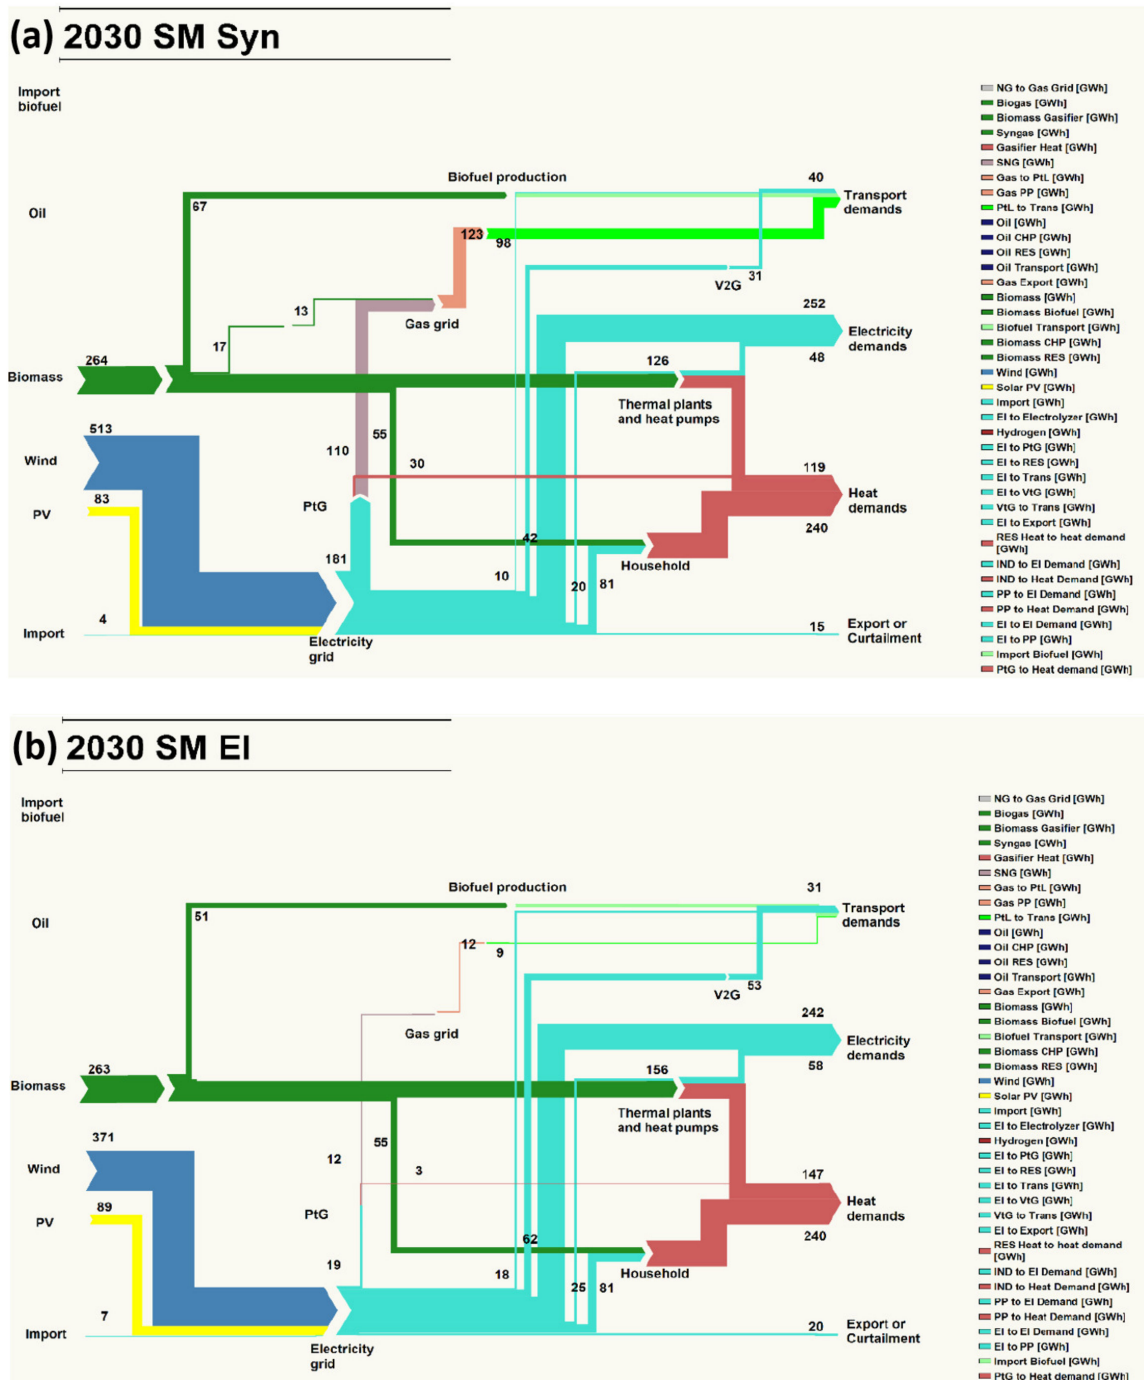 (a) 2030 SM Syn
Import
biofuel
Oil
Biomass
Wind
PV
Import
264
513
83
4
67
17
13
Biofuel production
123
98
Gas grid
110
PtG
181
Electricity
grid
55
30
42
10
20
81
Household
126
Thermal plants
and heat pumps
V2G
31
40
Transport
demands
252
Electricity
demands
48
119
Heat
demands
240
15
Export or
Curtailment
NG to Gas Grid [GWh]
Biogas [GWh]
Biomass Gasifier [GWh]
Syngas [GWh]
Gasifier Heat [GWh]
SNG [GWh]
Gas to PtL [GWh]
Gas PP [GWh]
PtL to Trans [GWh]
Oil [GWh]
Oil CHP [GWh]
Oil RES [GWh]
Oil Transport [GWh]
Gas Export [GWh]
Biomass [GWh]
Biomass Biofuel [GWh]
Biofuel Transport [GWh]
Biomass CHP [GWh]
Biomass RES [GWh]
Wind [GWh]
Solar PV [GWh]
Import [GWh]
El to Electrolyzer [GWh]
Hydrogen [GWh]
El to PtG [GWh]
El to RES [GWh]
El to Trans [GWh]
El to VtG [GWh]
VtG to Trans [GWh]
El to Export [GWh]
RES Heat to heat demand
[GWh]
IND to El Demand [GWh]
IND to Heat Demand [GWh]
PP to El Demand [GWh]
PP to Heat Demand [GWh]
El to El Demand [GWh]
El to PP [GWh]
Import Biofuel [GWh]
PtG to Heat demand [GWh]
(b) 2030 SM El
Import
biofuel
Oil
Biomass
Wind
PV
Import
263
371
89
7
51
Biofuel production
12
9
Gas grid
12
PtG
19
Electricity
grid
55
3
62
18
25
81
Household
156
Thermal plants
and heat pumps
V2G
53
31
Transport
demands
242
Electricity
demands
58
147
Heat
demands
240
20
Export or
Curtailment
NG to Gas Grid [GWh]
Biogas [GWh]
Biomass Gasifier [GWh]
Syngas [GWh]
Gasifier Heat [GWh]
SNG [GWh]
Gas to PtL [GWh]
Gas PP [GWh]
PtL to Trans [GWh]
Oil [GWh]
Oil CHP [GWh]
Oil RES [GWh]
Oil Transport [GWh]
Gas Export [GWh]
Biomass [GWh]
Biomass Biofuel [GWh]
Biofuel Transport [GWh]
Biomass CHP [GWh]
Biomass RES [GWh]
Wind [GWh]
Solar PV [GWh]
Import [GWh]
El to Electrolyzer [GWh]
Hydrogen [GWh]
El to PtG [GWh]
El to RES [GWh]
El to Trans [GWh]
El to VtG [GWh]
VtG to Trans [GWh]
El to Export [GWh]
RES Heat to heat demand
[GWh]
IND to El Demand [GWh]
IND to Heat Demand [GWh]
PP to El Demand [GWh]
PP to Heat Demand [GWh]
El to El Demand [GWh]
El to PP [GWh]
Import Biofuel [GWh]
PtG to Heat demand [GWh]